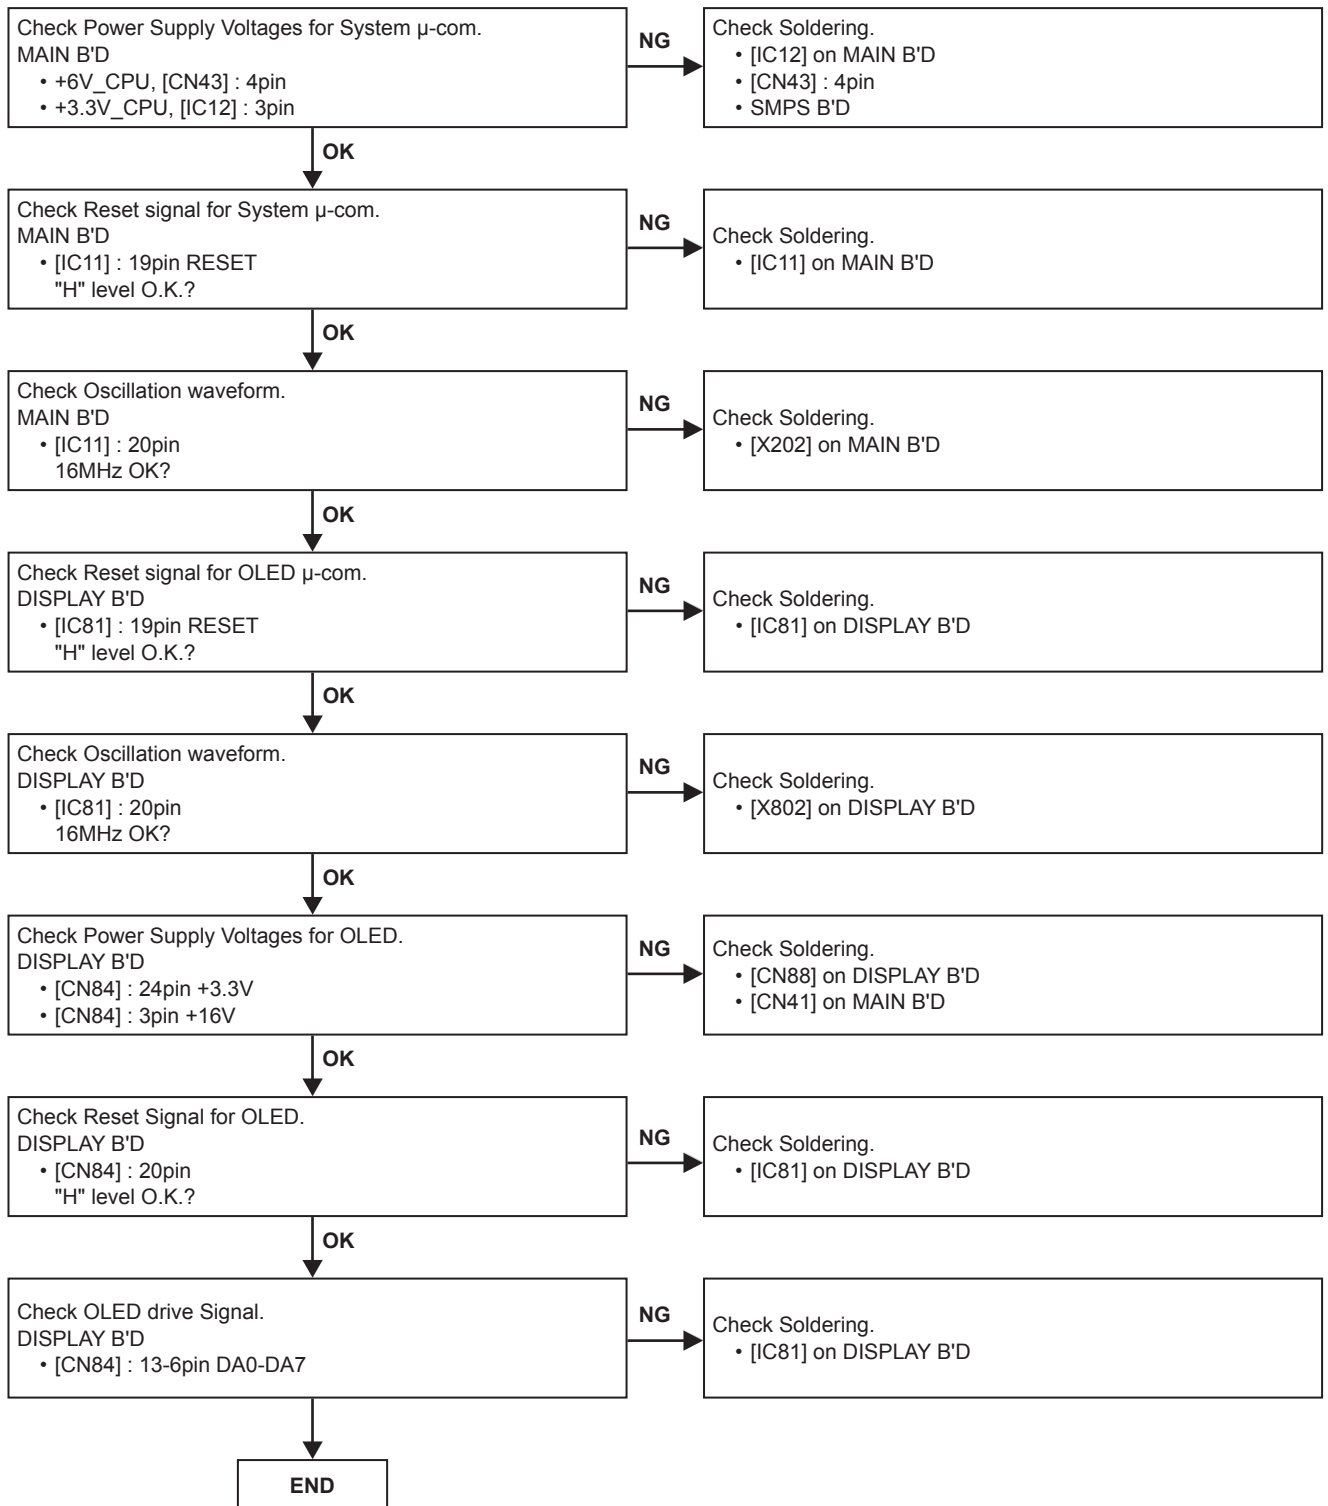 Check Power Supply Voltages for System μ-com.
MAIN B'D
• +6V_CPU, [CN43] : 4pin
• +3.3V_CPU, [IC12] : 3pin
NG
Check Soldering.
• [IC12] on MAIN B'D
• [CN43] : 4pin
• SMPS B'D
OK
Check Reset signal for System μ-com.
MAIN B'D
• [IC11] : 19pin RESET
"H" level O.K.?
NG
Check Soldering.
• [IC11] on MAIN B'D
OK
Check Oscillation waveform.
MAIN B'D
• [IC11] : 20pin
16MHz OK?
NG
Check Soldering.
• [X202] on MAIN B'D
OK
Check Reset signal for OLED μ-com.
DISPLAY B'D
• [IC81] : 19pin RESET
"H" level O.K.?
NG
Check Soldering.
• [IC81] on DISPLAY B'D
OK
Check Oscillation waveform.
DISPLAY B'D
• [IC81] : 20pin
16MHz OK?
NG
Check Soldering.
• [X802] on DISPLAY B'D
OK
Check Power Supply Voltages for OLED.
DISPLAY B'D
• [CN84] : 24pin +3.3V
• [CN84] : 3pin +16V
NG
Check Soldering.
• [CN88] on DISPLAY B'D
• [CN41] on MAIN B'D
OK
Check Reset Signal for OLED.
DISPLAY B'D
• [CN84] : 20pin
"H" level O.K.?
NG
Check Soldering.
• [IC81] on DISPLAY B'D
OK
Check OLED drive Signal.
DISPLAY B'D
• [CN84] : 13-6pin DA0-DA7
NG
Check Soldering.
• [IC81] on DISPLAY B'D
END